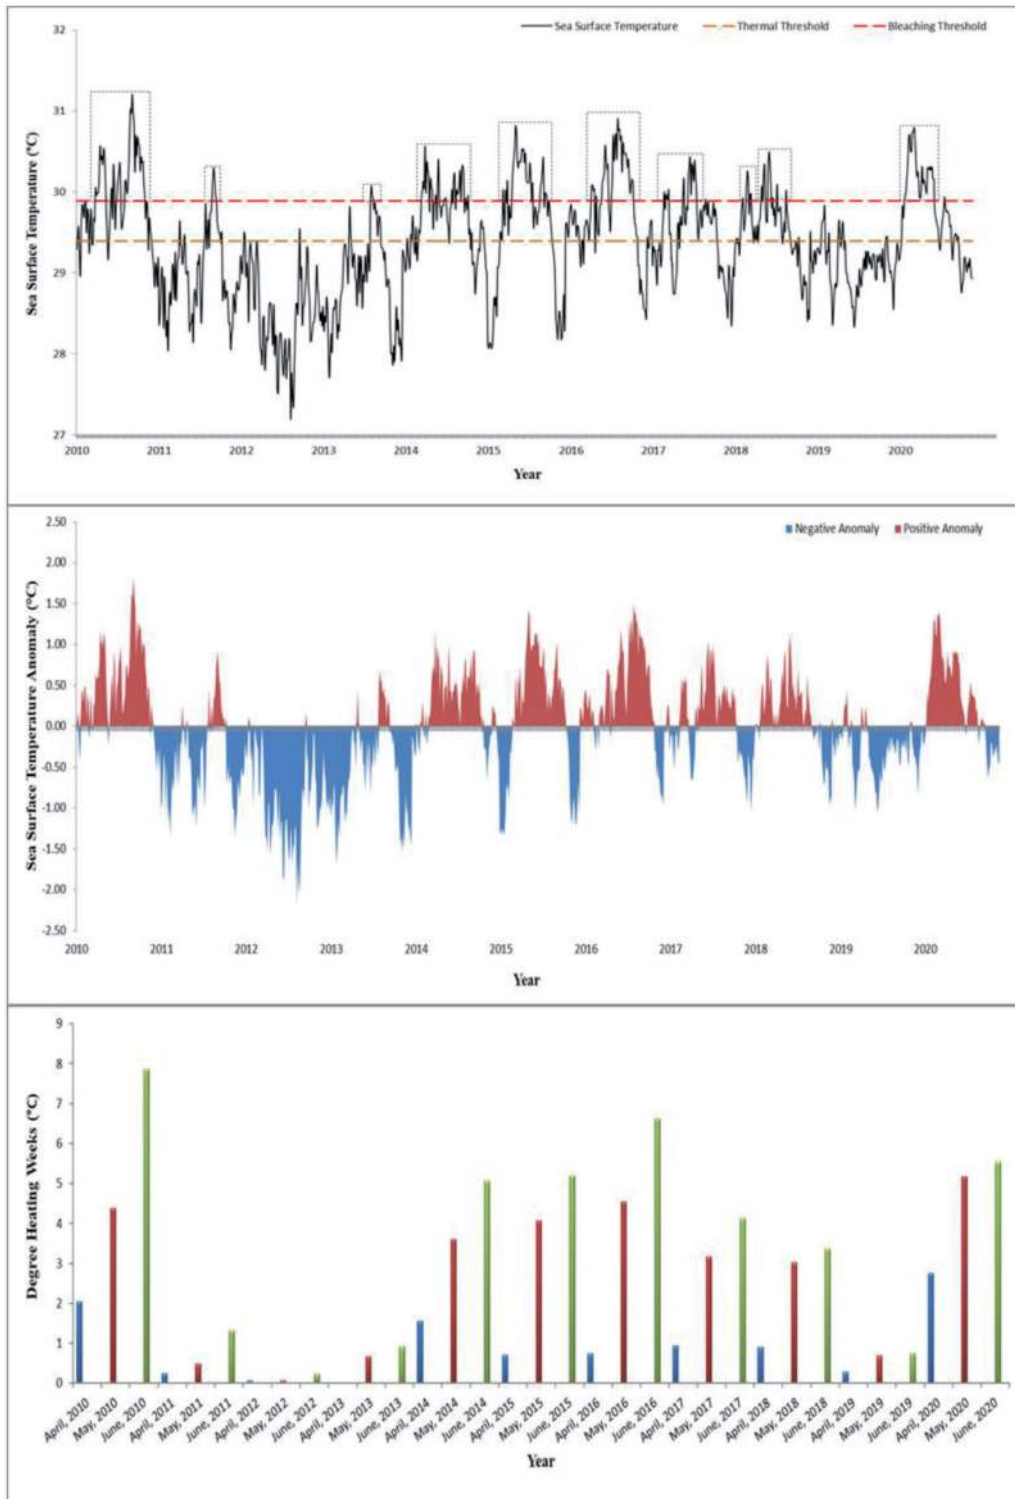 Sea Surface Temperature Thermal Threshold Bleaching Threshold
Sea Surface Temperature (°C)
32
31
30
29
28
27
2010 2011 2012 2013 2014 2015 2016 2017 2018 2019 2020
Year
Negative Anomaly Positive Anomaly
Sea Surface Temperature Anomaly (°C)
2.50
2.00
1.50
1.00
0.50
0.00
-0.50
-1.00
-1.50
-2.00
-2.50
2010 2011 2012 2013 2014 2015 2016 2017 2018 2019 2020
Year
Degree Heating Weeks (°C)
9
8
7
6
5
4
3
2
1
0
April, 2010 May, 2010 June, 2010 April, 2011 May, 2011 June, 2011 April, 2012 May, 2012 June, 2012 April, 2013 May, 2013 June, 2013 April, 2014 May, 2014 June, 2014 April, 2015 May, 2015 June, 2015 April, 2016 May, 2016 June, 2016 April, 2017 May, 2017 June, 2017 April, 2018 May, 2018 June, 2018 April, 2019 May, 2019 June, 2019 April, 2020 May, 2020 June, 2020
Year